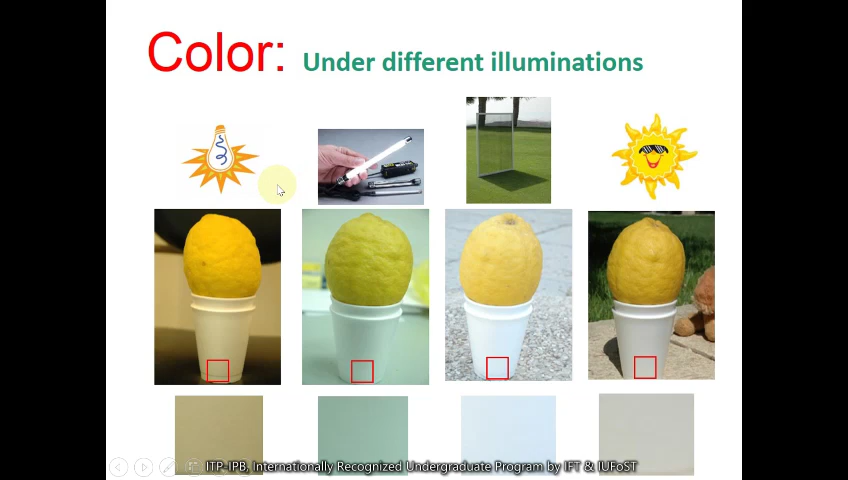 Color: Under different illuminations
ITP-IPB, Internationally Recognized Undergraduate Program by IFT & IUFoST